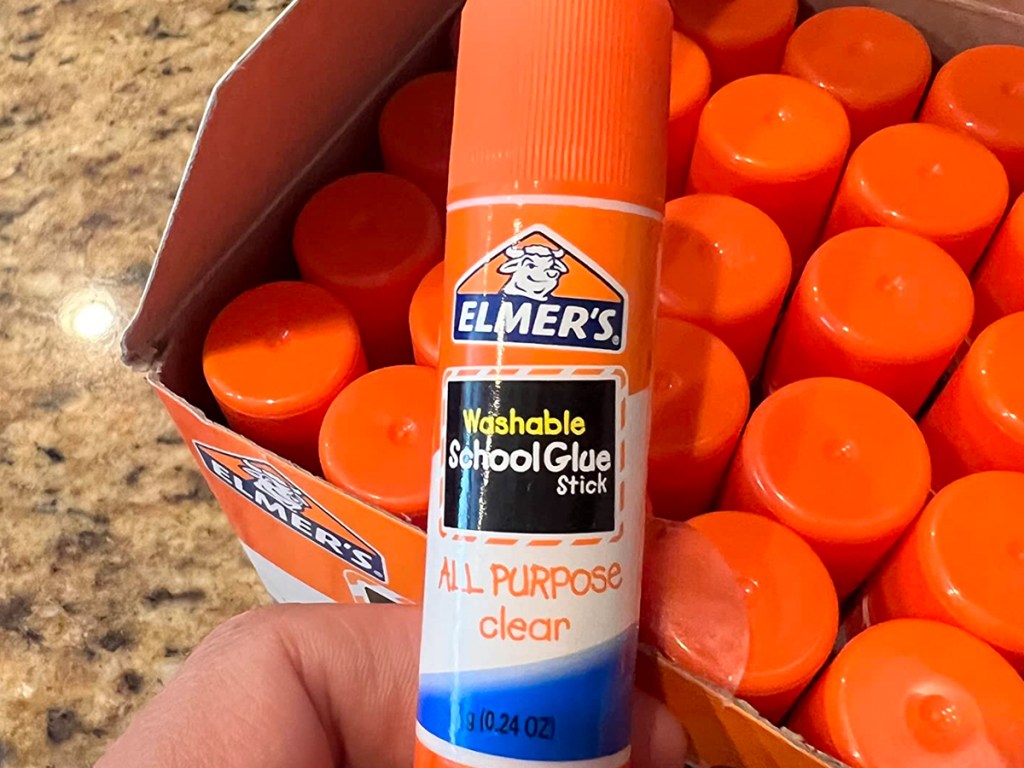 ELMER'S®
Washable
School Glue
Stick
ALL PURPOSE
clear
g (0.24 OZ)
ELMER'S